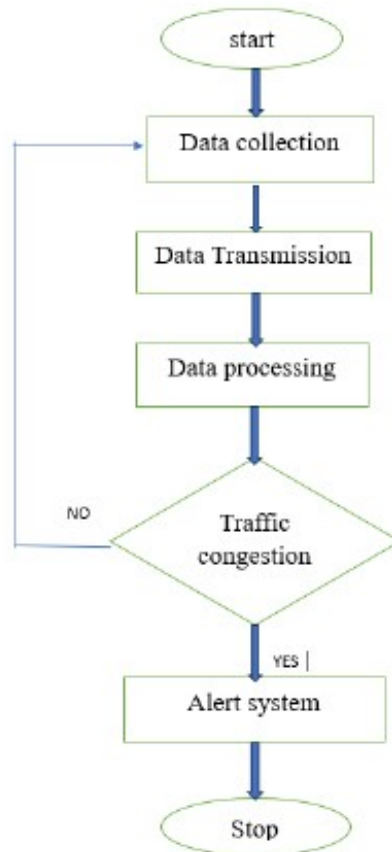 start
Data collection
Data Transmission
Data processing
NO
Traffic
congestion
YES
Alert system
Stop